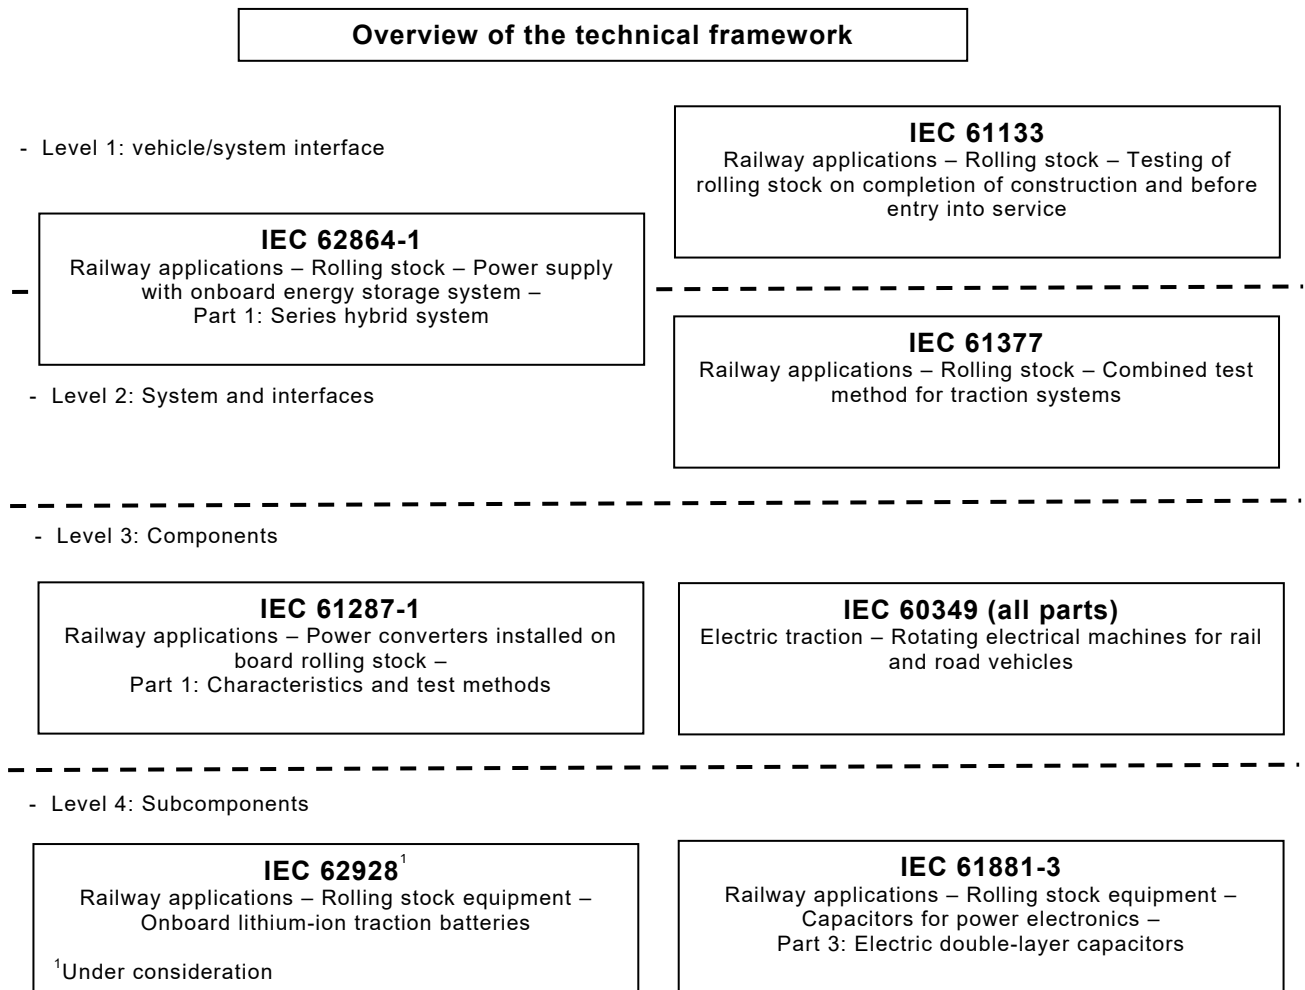 Overview of the technical framework
- Level 1: vehicle/system interface
IEC 61133
Railway applications – Rolling stock – Testing of
rolling stock on completion of construction and before
entry into service
IEC 62864-1
Railway applications – Rolling stock – Power supply
with onboard energy storage system –
Part 1: Series hybrid system
IEC 61377
Railway applications – Rolling stock – Combined test
method for traction systems
- Level 2: System and interfaces
- Level 3: Components
IEC 61287-1
Railway applications – Power converters installed on
board rolling stock –
Part 1: Characteristics and test methods
IEC 60349 (all parts)
Electric traction – Rotating electrical machines for rail
and road vehicles
- Level 4: Subcomponents
IEC 62928¹
Railway applications – Rolling stock equipment –
Onboard lithium-ion traction batteries
¹Under consideration
IEC 61881-3
Railway applications – Rolling stock equipment –
Capacitors for power electronics –
Part 3: Electric double-layer capacitors